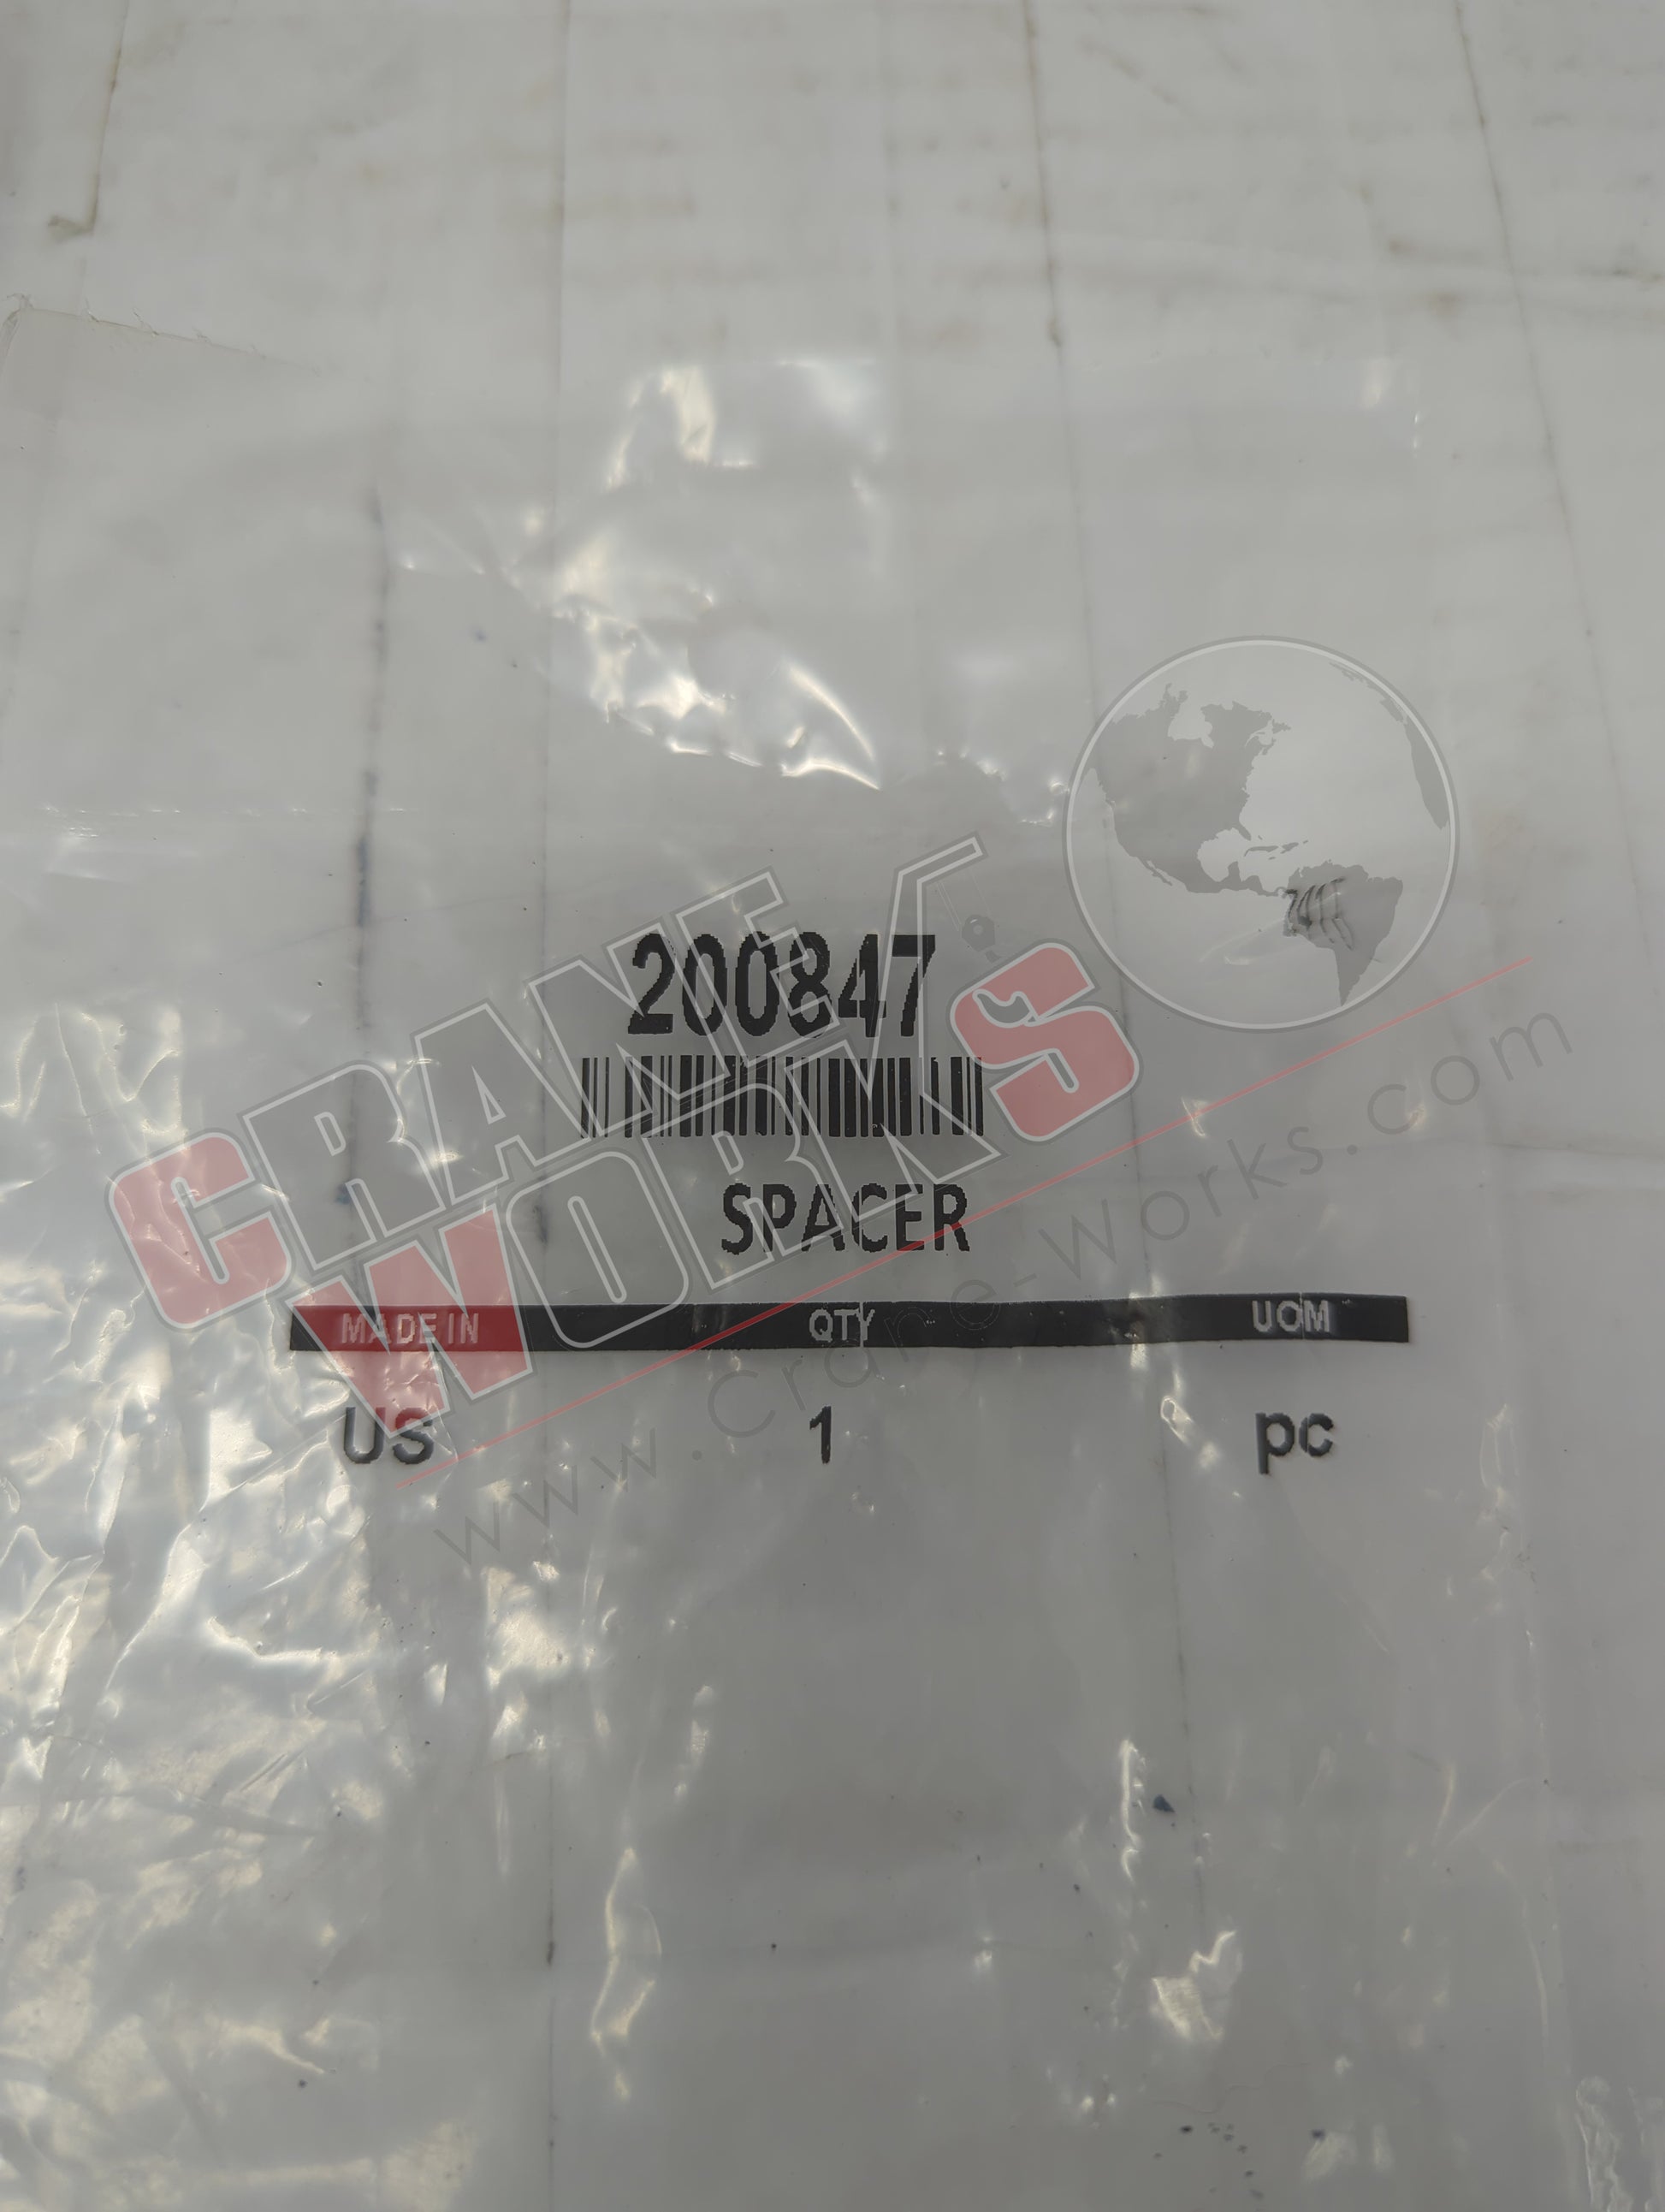 200847
SPACER
MADE IN QTY UOM
US 1 pc
CRANE
WORKS
www.Crane-Works.com